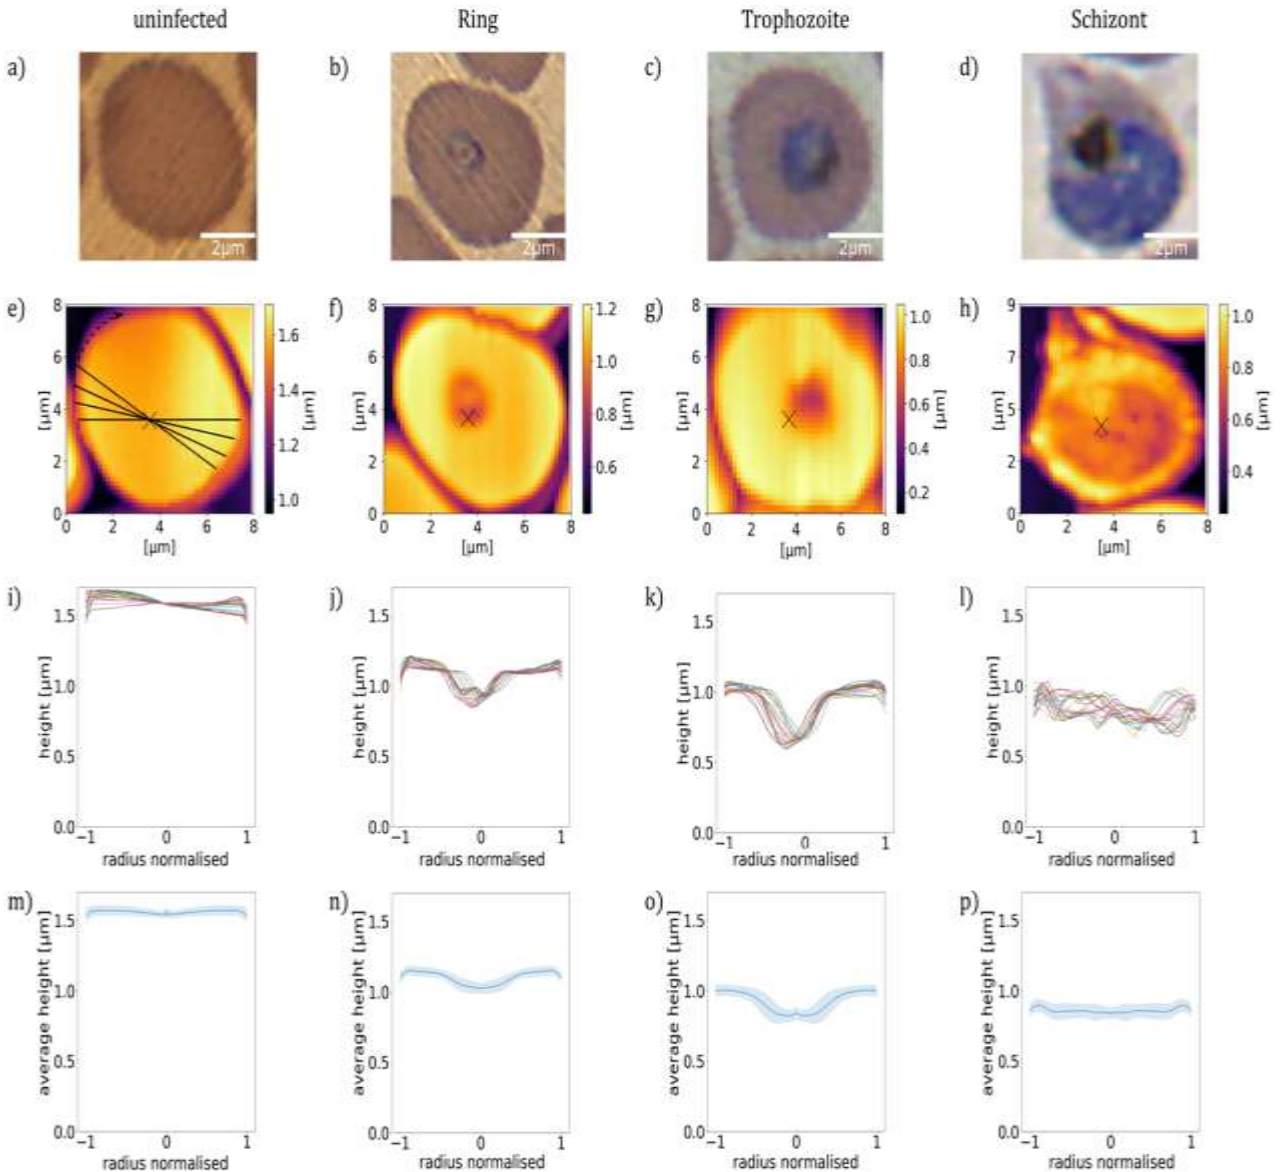 uninfected Ring Trophozoite Schizont
a) b) c) d)
2μm 2μm 2μm 2μm
e) f) g) h)
8 8 8 9
6 6 6 7
4 4 4 5
2 2 2 2
0 0 0 0
1.6 1.4 1.2 1.0
1.2 1.0 0.8 0.6
1.0 0.8 0.6 0.5 0.2
1.0 0.8 0.6 0.4
[μm] [μm] [μm] [μm]
0 2 4 6 8 0 2 4 6 8 0 2 4 6 8 0 2 4 6 8
[μm] [μm] [μm] [μm]
i) j) k) l)
1.5 1.5 1.5 1.5
1.0 1.0 1.0 1.0
0.5 0.5 0.5 0.5
0.0 0.0 0.0 0.0
height [μm] height [μm] height [μm] height [μm]
−1 0 1 −1 0 1 −1 0 1 −1 0 1
radius normalised radius normalised radius normalised radius normalised
m) n) o) p)
1.5 1.5 1.5 1.5
1.0 1.0 1.0 1.0
0.5 0.5 0.5 0.5
0.0 0.0 0.0 0.0
average height [μm] average height [μm] average height [μm] average height [μm]
−1 0 1 −1 0 1 −1 0 1 −1 0 1
radius normalised radius normalised radius normalised radius normalised